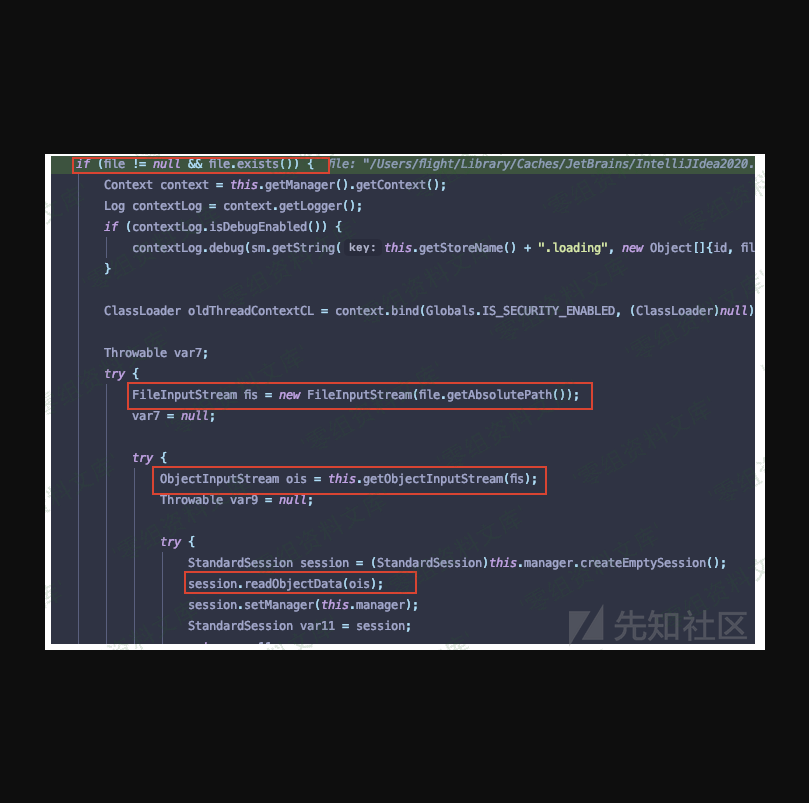 if (file != null && file.exists()) { file: "/Users/flight/Library/Caches/JetBrains/IntelliJIdea2020.
Context context = this.getManager().getContext();
Log contextLog = context.getLogger();
if (contextLog.isDebugEnabled()) {
contextLog.debug(sm.getString( key: this.getStoreName() + ".loading", new Object[]{id, fil
}
ClassLoader oldThreadContextCL = context.bind(Globals.IS_SECURITY_ENABLED, (ClassLoader)null)
Throwable var7;
try {
FileInputStream fis = new FileInputStream(file.getAbsolutePath());
var7 = null;
try {
ObjectInputStream ois = this.getObjectInputStream(fis);
Throwable var9 = null;
try {
StandardSession session = (StandardSession)this.manager.createEmptySession();
session.readObjectData(ois);
session.setManager(this.manager);
StandardSession var11 = session;
先知社区